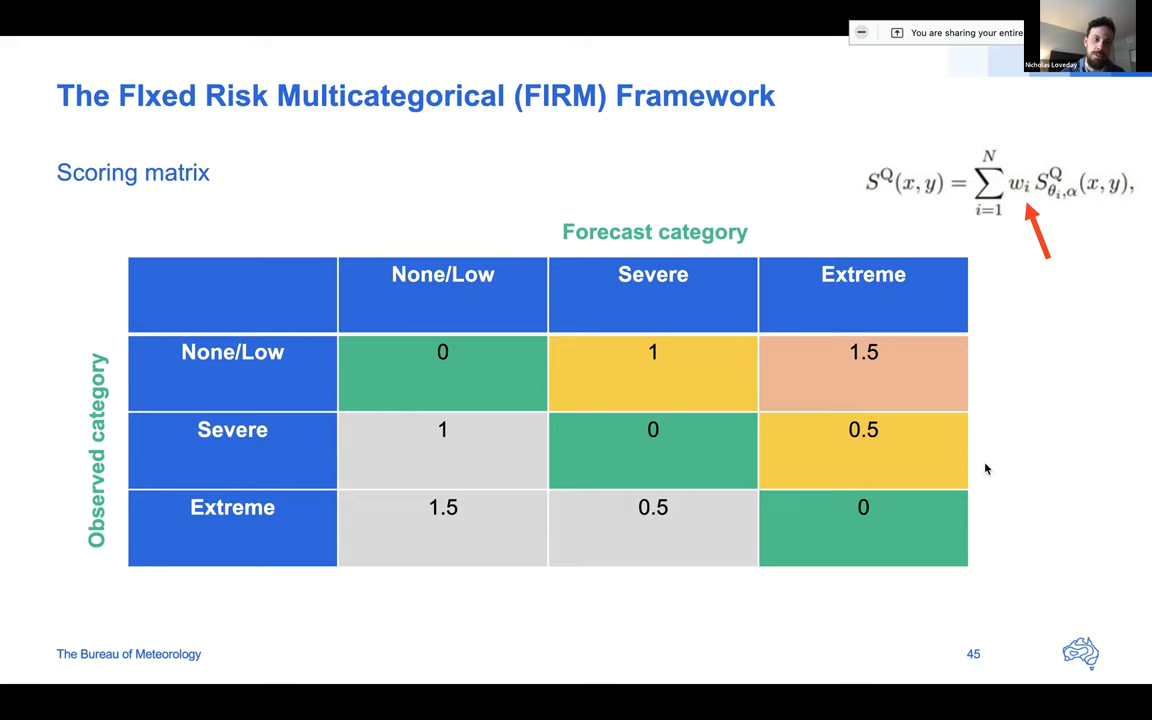 You are sharing your entire
Nicholas Loveday
The FIxed Risk Multicategorical (FIRM) Framework
Scoring matrix
S^Q(x, y) = \sum_{i=1}^{N} w_i S^Q_{θ_i,α}(x, y),
Forecast category
None/Low Severe Extreme
Observed category
None/Low 0 1 1.5
Severe 1 0 0.5
Extreme 1.5 0.5 0
The Bureau of Meteorology
45